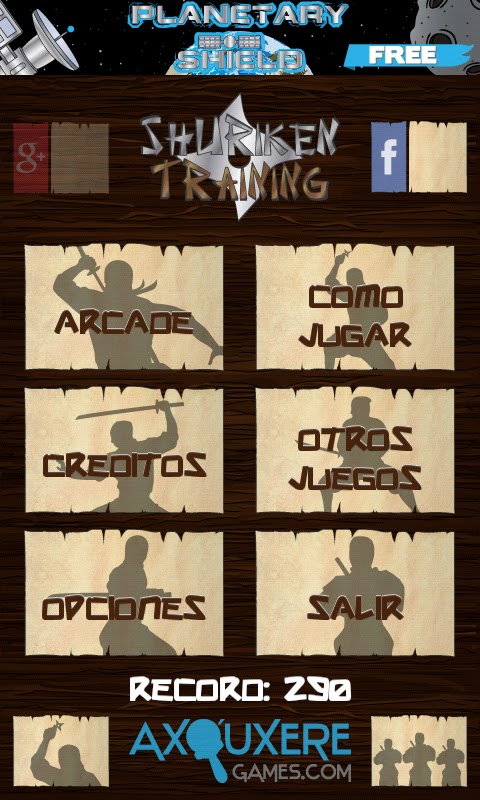 PLANETARY
SHIELD
FREE
g+
SHURIKEN
TRAINING
f
ARCADE
COMO
JUGAR
CREDITOS
OTROS
JUEGOS
OPCIONES
SALIR
RECORD: 290
AXOUXERE
GAMES.COM